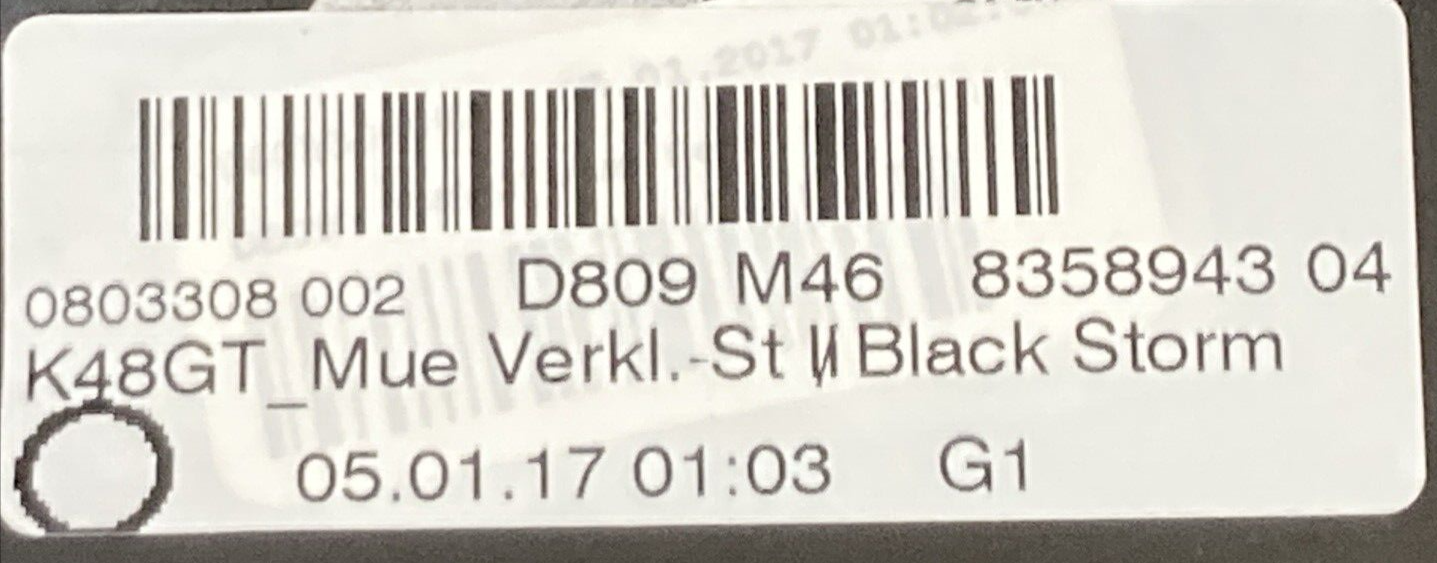 0803308 002 D809 M46 8358943 04
K48GT_Mue Verkl.-St Black Storm
05.01.17 01:03 G1